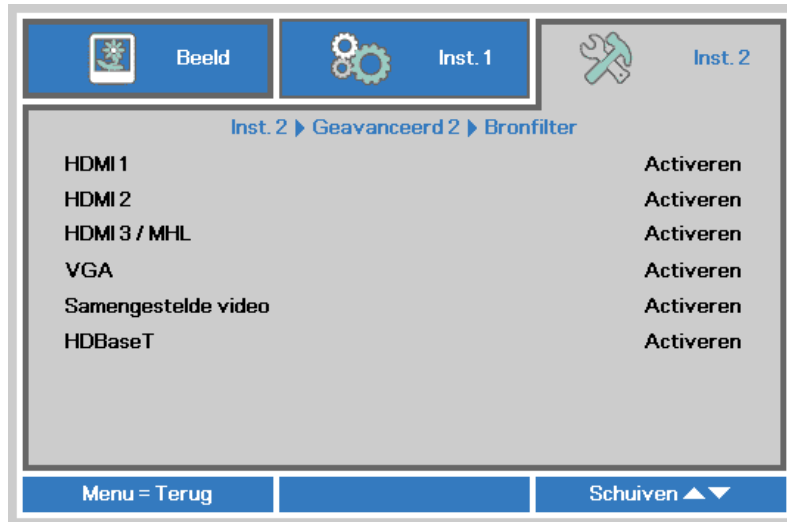 Beeld Inst. 1 Inst. 2
Inst. 2 Geavanceerd 2 Bronfilter
HDMI 1 Activeren
HDMI 2 Activeren
HDMI 3 / MHL Activeren
VGA Activeren
Samengestelde video Activeren
HDBaseT Activeren
Menu = Terug Schuiven